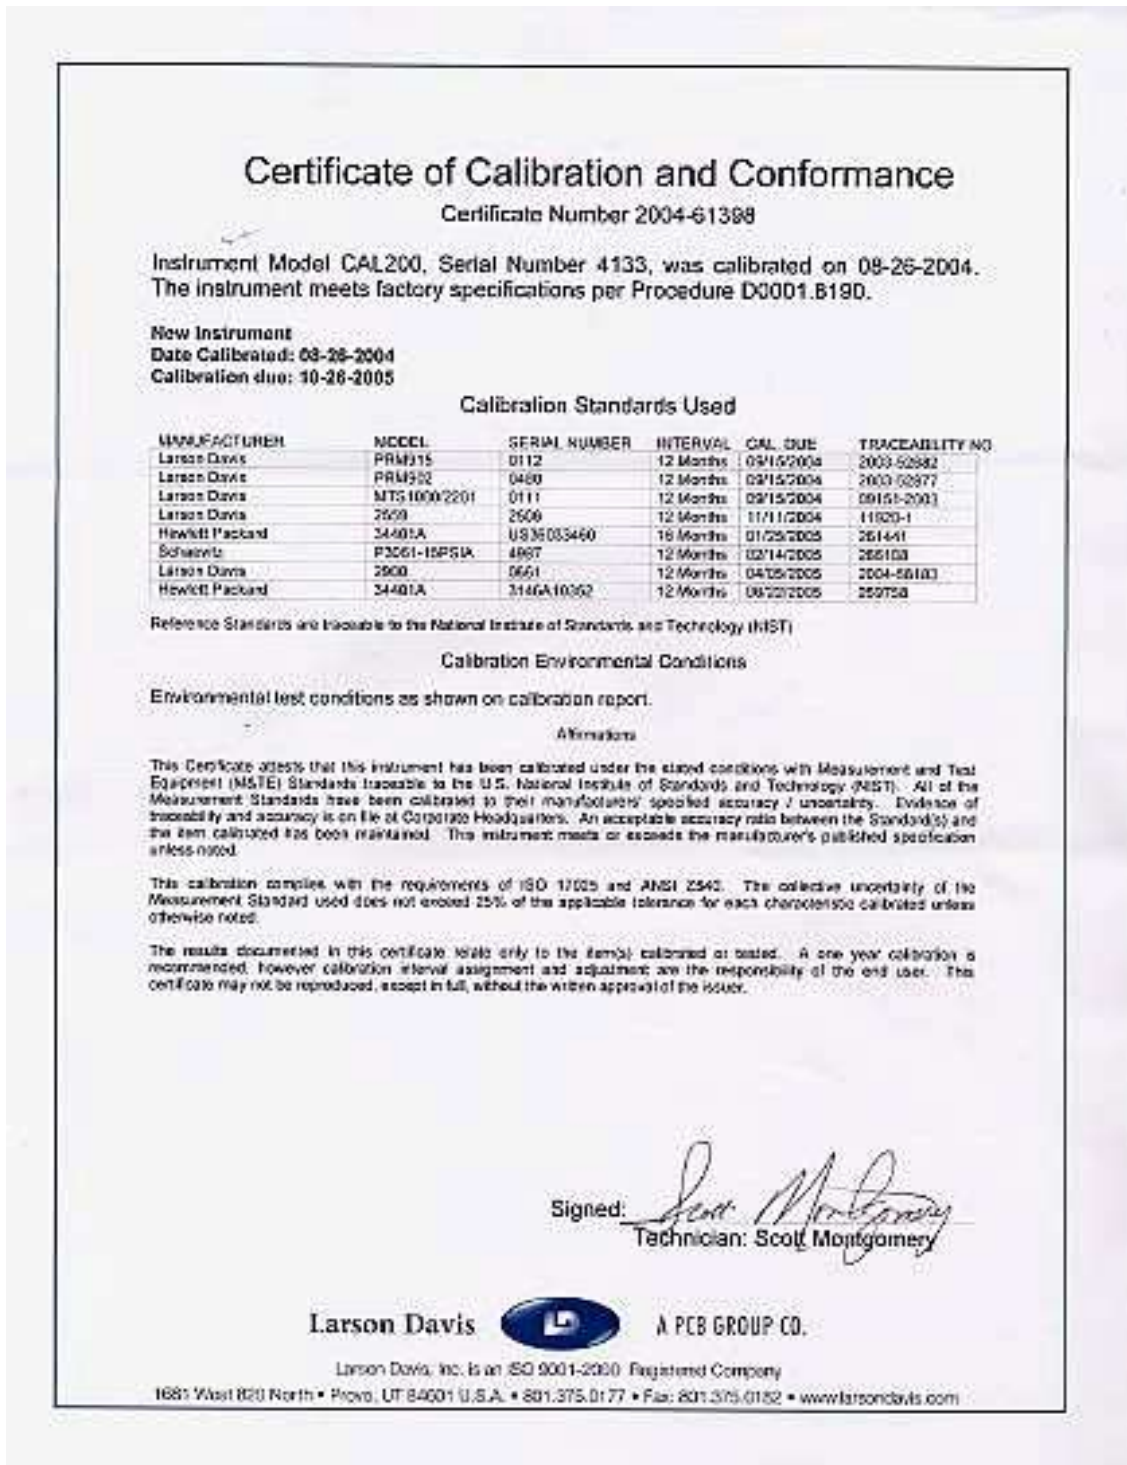 Certificate of Calibration and Conformance
Certificate Number 2004-61398
Instrument Model CAL200, Serial Number 4133, was calibrated on 08-26-2004.
The instrument meets factory specifications per Procedure D0001.8190.
New Instrument
Date Calibrated: 08-26-2004
Calibration due: 10-26-2005
Calibration Standards Used
MANUFACTURER MODEL SERIAL NUMBER INTERVAL CAL. DUE TRACEABILITY NO
Larson Davis PRM915 0112 12 Months 09/15/2004 2003-52882
Larson Davis PRM902 0480 12 Months 09/15/2004 2003-52877
Larson Davis MTS1000/2201 0111 12 Months 09/15/2004 09151-2003
Larson Davis 2559 2506 12 Months 11/11/2004 11920-1
Hewlett Packard 34401A US36033460 01/25/2005 261441
Schaevitz P3061-15PSIA 12 Months 02/14/2005
Larson Davis 2900 0661 12 Months 04/05/2005
Hewlett Packard 34401A 3146A10352 12 Months 259758
Reference Standards are traceable to the National Institute of Standards and Technology (NIST)
Calibration Environmental Conditions
Environmental test conditions as shown on calibration report.
Affirmations
This Certificate attests that this instrument has been calibrated under the stated conditions with Measurement and Test
Equipment (M&TE) Standards traceable to the U.S. National Institute of Standards and Technology (NIST). All of the
Measurement Standards have been calibrated to their manufacturers' specified accuracy / uncertainty. Evidence of
traceability and accuracy is on file at Corporate Headquarters. An acceptable accuracy ratio between the Standard(s) and
the item calibrated has been maintained. This instrument meets or exceeds the manufacturer's published specification
unless noted.
This calibration complies with the requirements of ISO 17025 and ANSI Z540. The collective uncertainty of the
Measurement Standard used does not exceed 25% of the applicable tolerance for each characteristic calibrated unless
otherwise noted.
The results documented in this certificate relate only to the item(s) calibrated or tested. A one year calibration is
recommended, however calibration interval assignment and adjustment are the responsibility of the end user. This
certificate may not be reproduced, except in full, without the written approval of the issuer.
Signed: Scott Montgomery
Technician: Scott Montgomery
Larson Davis A PCB GROUP CO.
Larson Davis, Inc. is an ISO 9001-2000 Registered Company
1681 West 820 North • Provo, UT 84601 U.S.A. • 801.375.0177 • Fax: 801.375.0182 • www.larsondavis.com